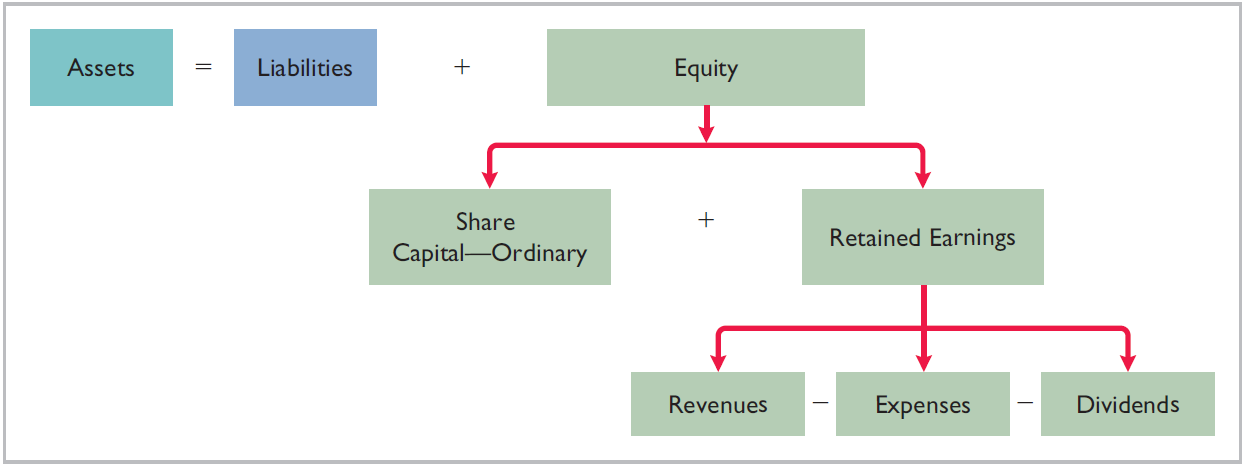 Assets = Liabilities + Equity
Share
Capital—Ordinary
+
Retained Earnings
Revenues – Expenses – Dividends